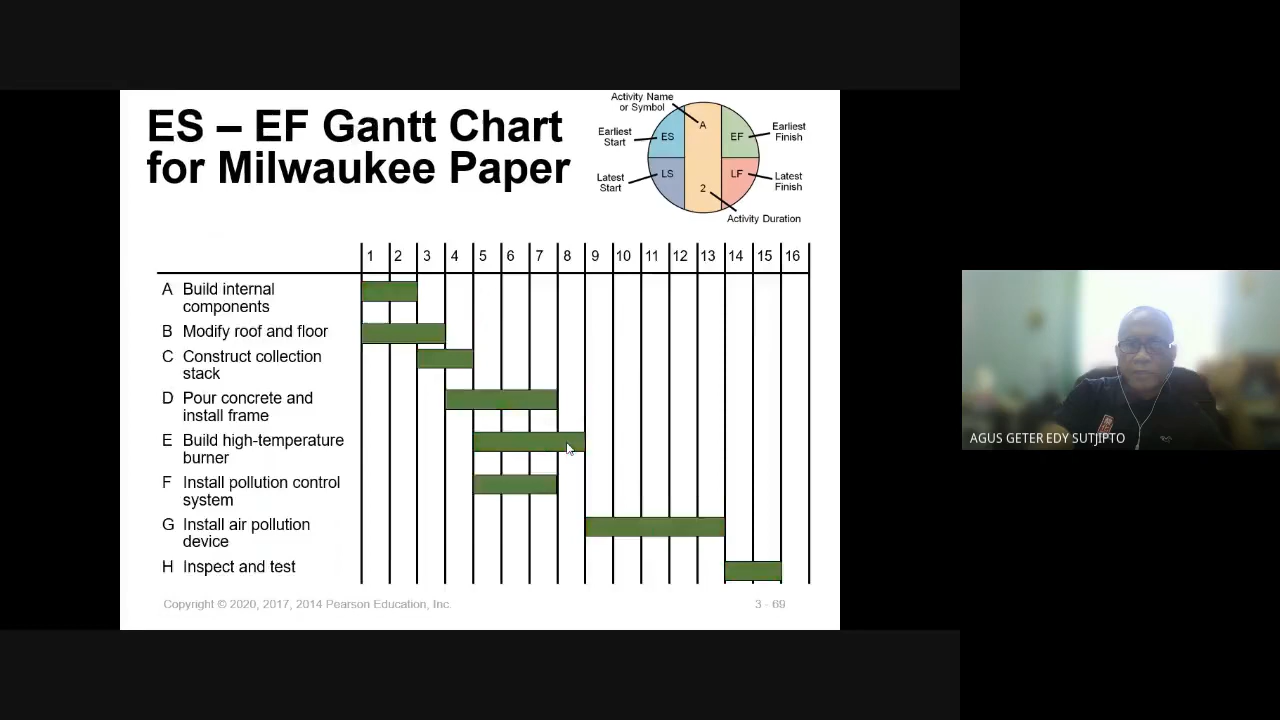 ES – EF Gantt Chart
for Milwaukee Paper
Activity Name
or Symbol
Earliest
Start
Earliest
Finish
Latest
Start
Latest
Finish
Activity Duration
A
ES
EF
LS
LF
2
1 2 3 4 5 6 7 8 9 10 11 12 13 14 15 16
A Build internal
components
B Modify roof and floor
C Construct collection
stack
D Pour concrete and
install frame
E Build high-temperature
burner
F Install pollution control
system
G Install air pollution
device
H Inspect and test
Copyright © 2020, 2017, 2014 Pearson Education, Inc.
3 - 69
AGUS GETER EDY SUTJIPTO